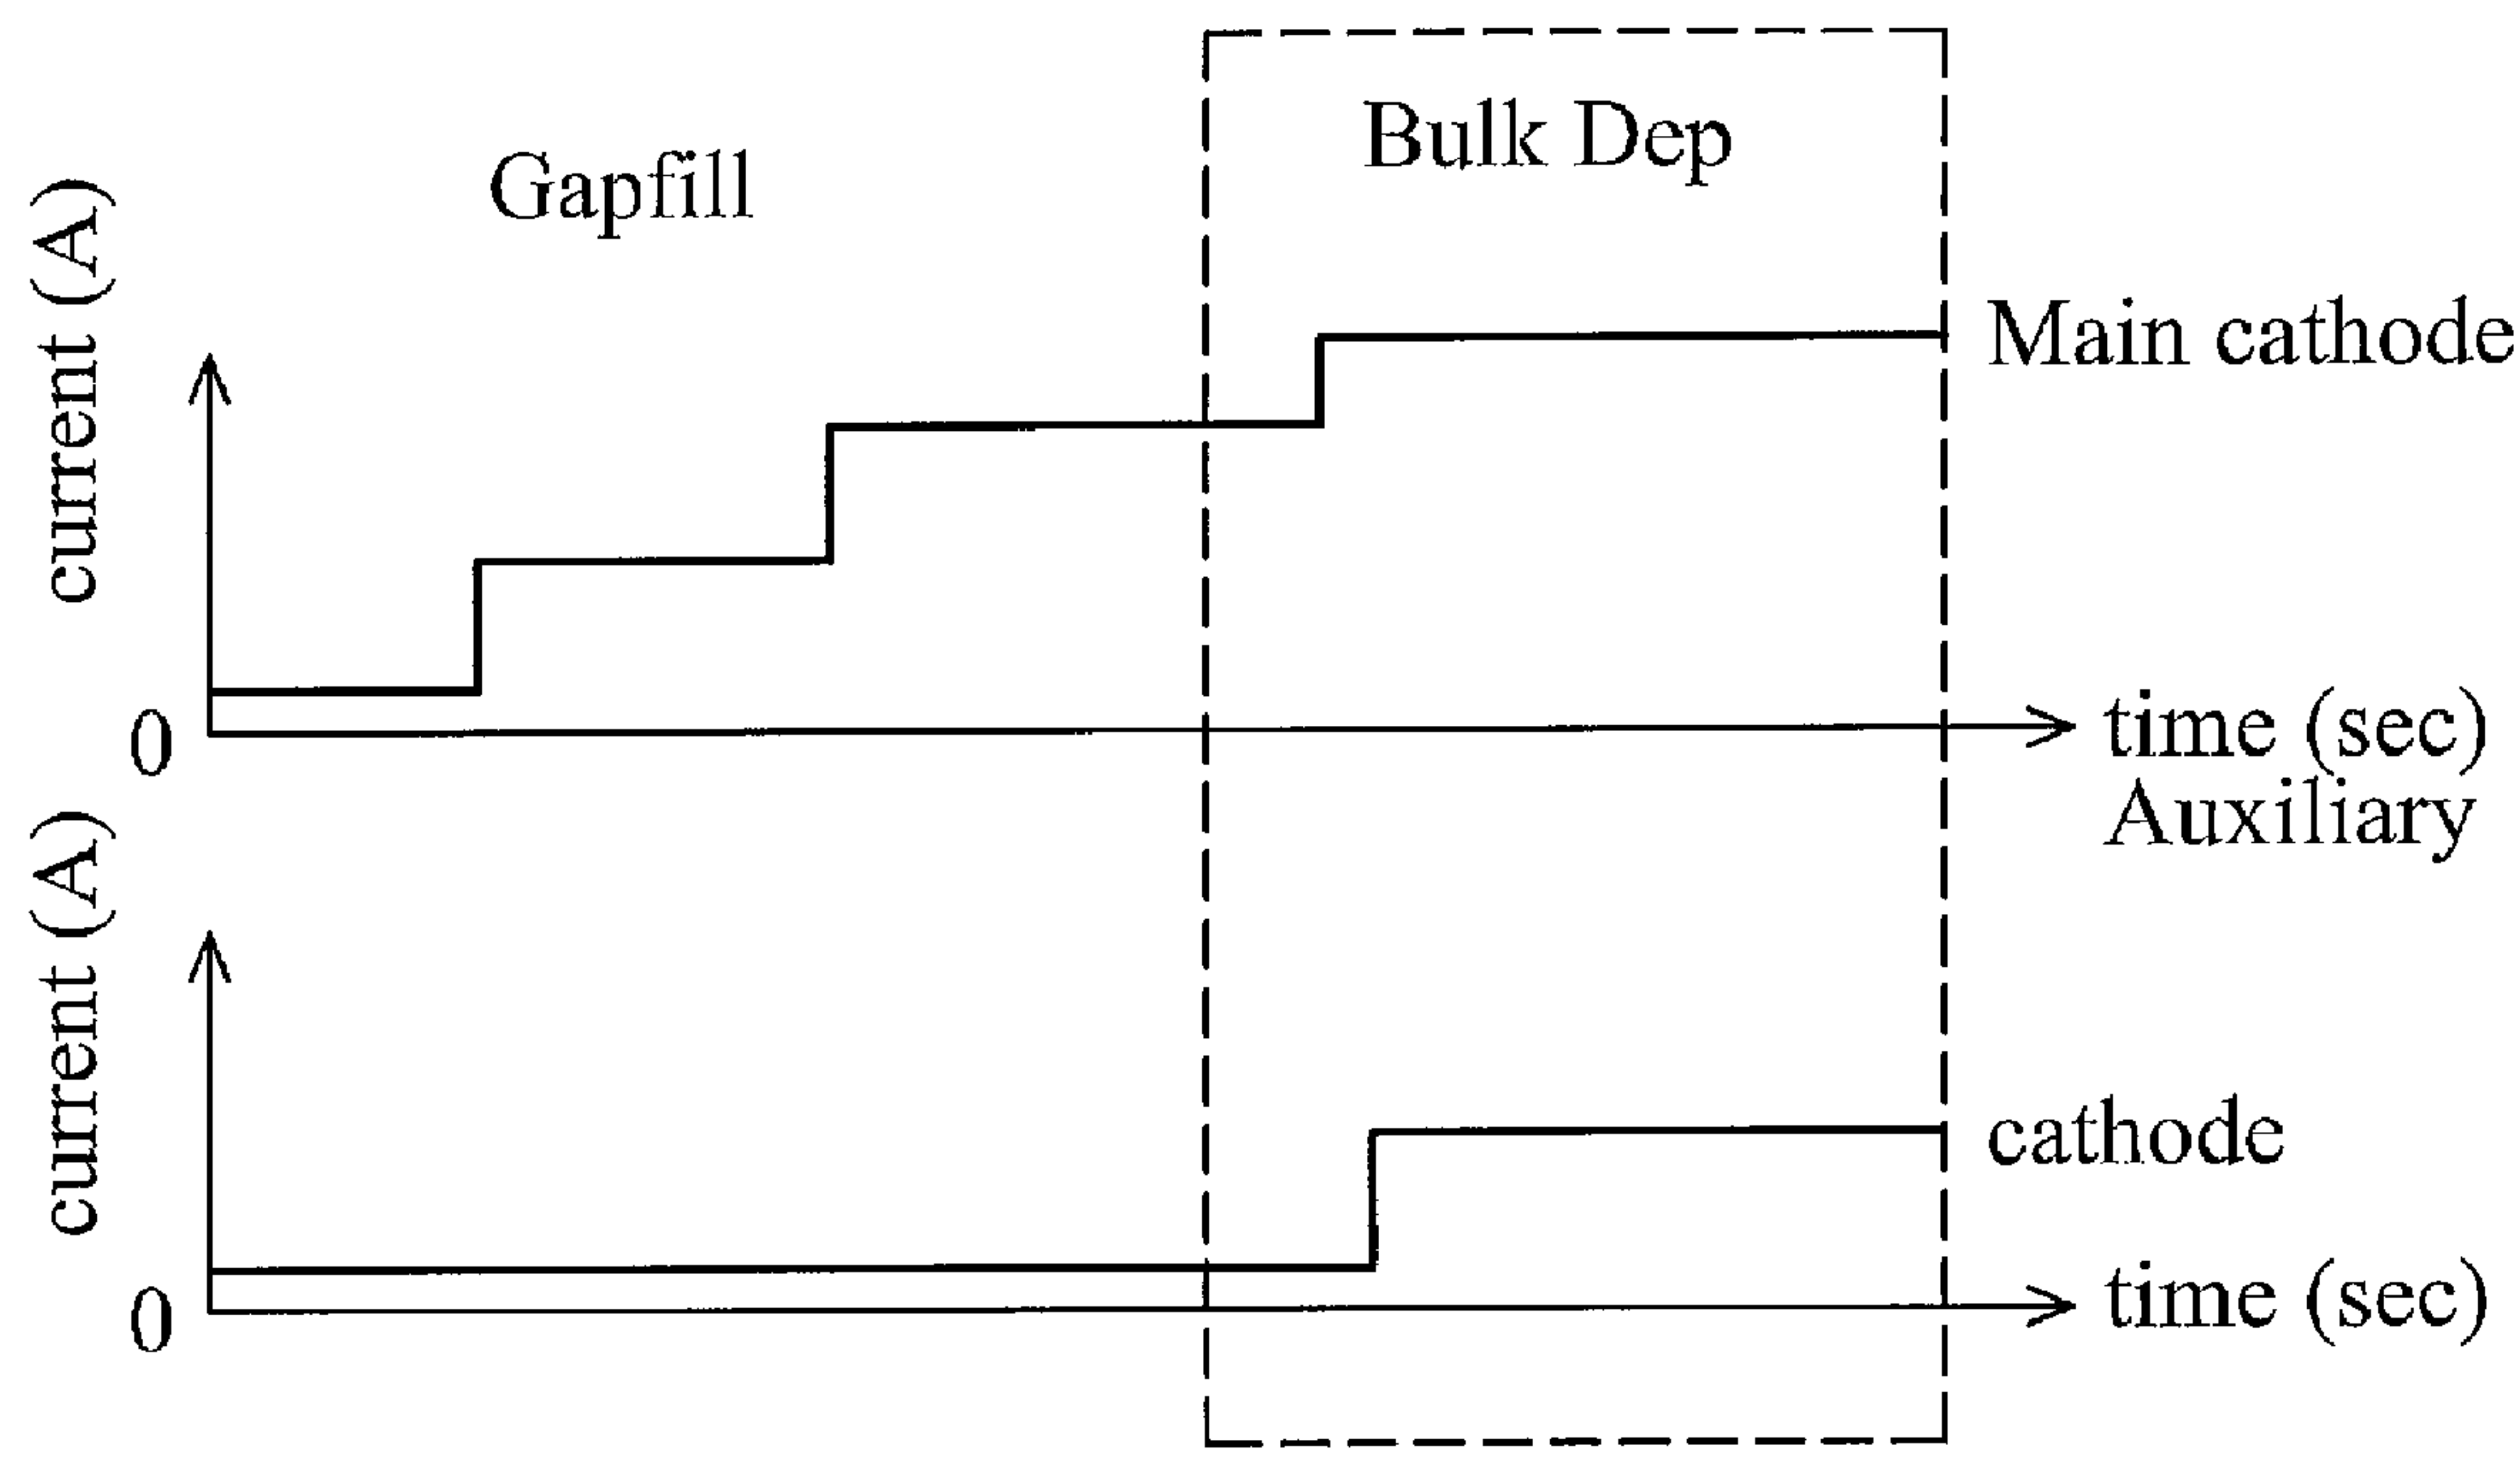 Bulk Dep
Gapfill
current (A)
Main cathode
0
time (sec)
Auxiliary
current (A)
cathode
0
time (sec)